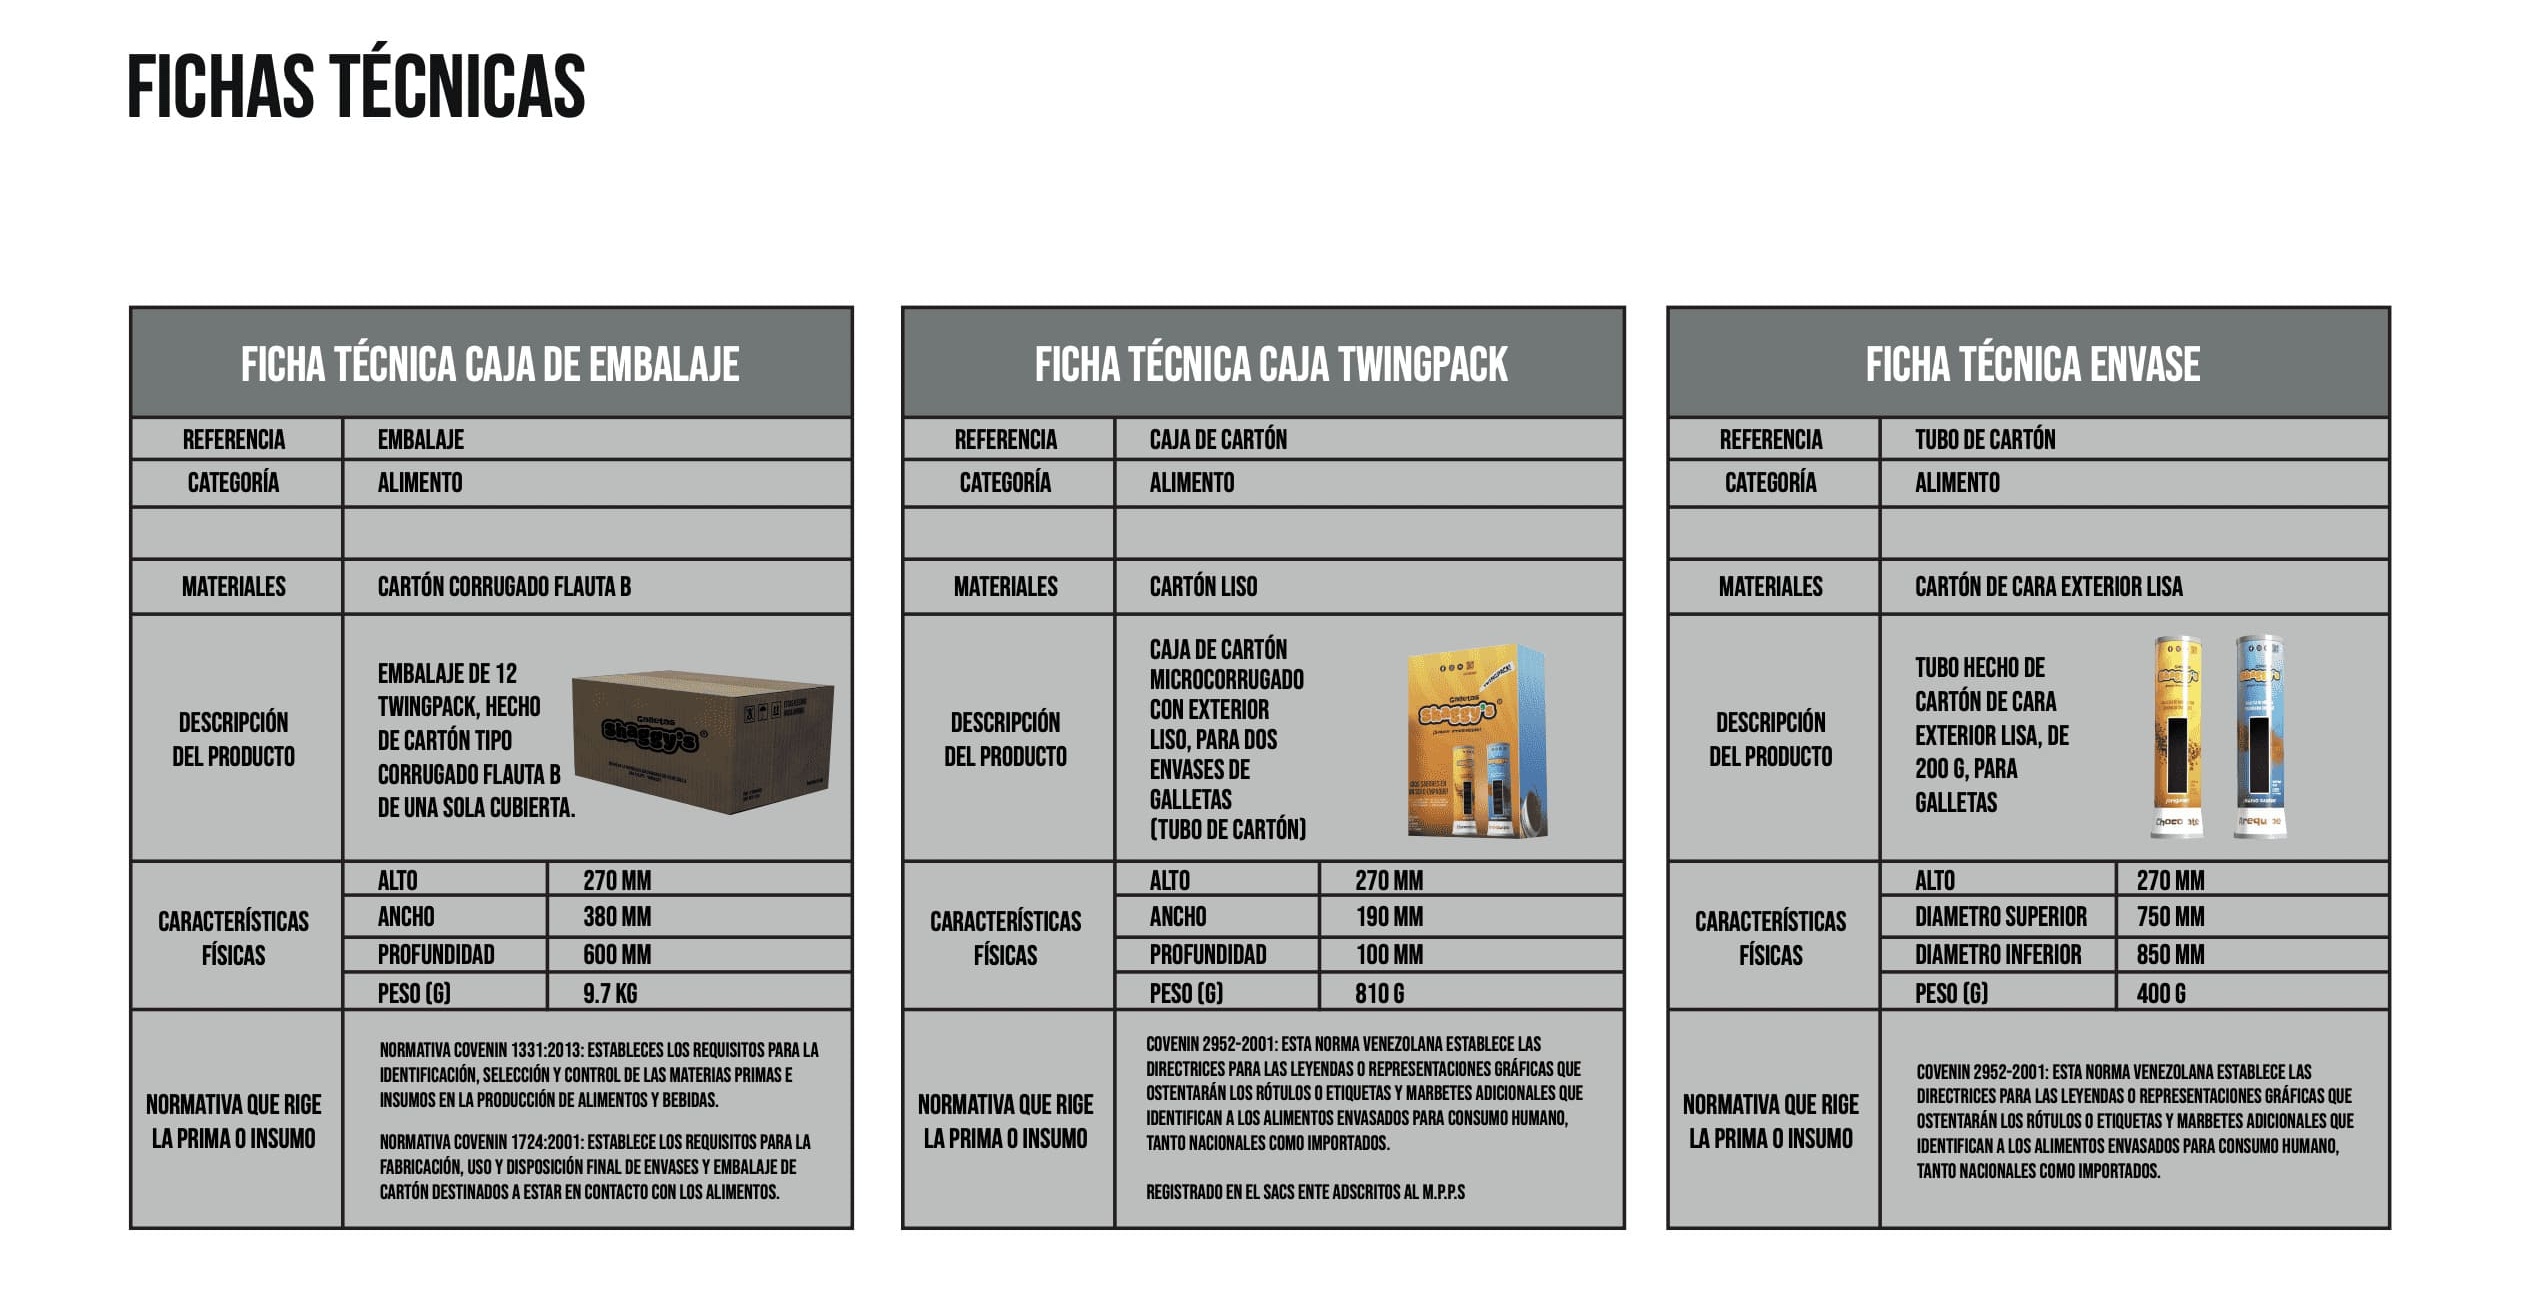 FICHAS TÉCNICAS
FICHA TÉCNICA CAJA DE EMBALAJE
REFERENCIA
EMBALAJE
CATEGORÍA
ALIMENTO
MATERIALES
CARTÓN CORRUGADO FLAUTA B
DESCRIPCIÓN
DEL PRODUCTO
EMBALAJE DE 12
TWINGPACK, HECHO
DE CARTÓN TIPO
CORRUGADO FLAUTA B
DE UNA SOLA CUBIERTA.
Galletas
Shaggy's®
CARACTERÍSTICAS
FÍSICAS
ALTO
270 MM
ANCHO
380 MM
PROFUNDIDAD
600 MM
PESO (G)
9.7 KG
NORMATIVA QUE RIGE
LA PRIMA O INSUMO
NORMATIVA COVENIN 1331:2013: ESTABLECES LOS REQUISITOS PARA LA
IDENTIFICACIÓN, SELECCIÓN Y CONTROL DE LAS MATERIAS PRIMAS E
INSUMOS EN LA PRODUCCIÓN DE ALIMENTOS Y BEBIDAS.
NORMATIVA COVENIN 1724:2001: ESTABLECE LOS REQUISITOS PARA LA
FABRICACIÓN, USO Y DISPOSICIÓN FINAL DE ENVASES Y EMBALAJE DE
CARTÓN DESTINADOS A ESTAR EN CONTACTO CON LOS ALIMENTOS.
FICHA TÉCNICA CAJA TWINGPACK
REFERENCIA
CAJA DE CARTÓN
CATEGORÍA
ALIMENTO
MATERIALES
CARTÓN LISO
DESCRIPCIÓN
DEL PRODUCTO
CAJA DE CARTÓN
MICROCORRUGADO
CON EXTERIOR
LISO, PARA DOS
ENVASES DE
GALLETAS
(TUBO DE CARTÓN)
TWINGPACK!
Galletas
Shaggy's®
CARACTERÍSTICAS
FÍSICAS
ALTO
270 MM
ANCHO
190 MM
PROFUNDIDAD
100 MM
PESO (G)
810 G
NORMATIVA QUE RIGE
LA PRIMA O INSUMO
COVENIN 2952-2001: ESTA NORMA VENEZOLANA ESTABLECE LAS
DIRECTRICES PARA LAS LEYENDAS O REPRESENTACIONES GRÁFICAS QUE
OSTENTARÁN LOS RÓTULOS O ETIQUETAS Y MARBETES ADICIONALES QUE
IDENTIFICAN A LOS ALIMENTOS ENVASADOS PARA CONSUMO HUMANO,
TANTO NACIONALES COMO IMPORTADOS.
REGISTRADO EN EL SACS ENTE ADSCRITOS AL M.P.P.S
FICHA TÉCNICA ENVASE
REFERENCIA
TUBO DE CARTÓN
CATEGORÍA
ALIMENTO
MATERIALES
CARTÓN DE CARA EXTERIOR LISA
DESCRIPCIÓN
DEL PRODUCTO
TUBO HECHO DE
CARTÓN DE CARA
EXTERIOR LISA, DE
200 G, PARA
GALLETAS
Shaggy's
Chocolate
Shaggy's
Arequipe
CARACTERÍSTICAS
FÍSICAS
ALTO
270 MM
DIAMETRO SUPERIOR
750 MM
DIAMETRO INFERIOR
850 MM
PESO (G)
400 G
NORMATIVA QUE RIGE
LA PRIMA O INSUMO
COVENIN 2952-2001: ESTA NORMA VENEZOLANA ESTABLECE LAS
DIRECTRICES PARA LAS LEYENDAS O REPRESENTACIONES GRÁFICAS QUE
OSTENTARÁN LOS RÓTULOS O ETIQUETAS Y MARBETES ADICIONALES QUE
IDENTIFICAN A LOS ALIMENTOS ENVASADOS PARA CONSUMO HUMANO,
TANTO NACIONALES COMO IMPORTADOS.